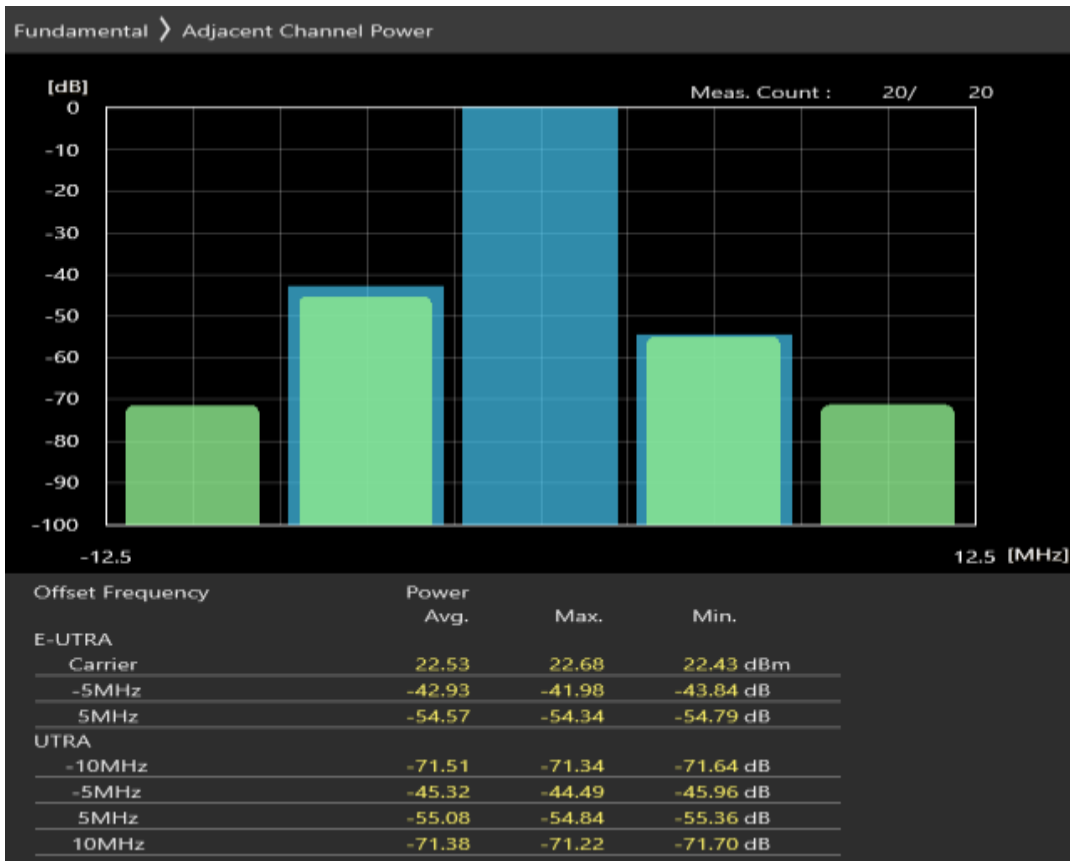 Fundamental 》 Adjacent Channel Power
[dB]
Meas. Count : 20/ 20
0
-10
-20
-30
-40
-50
-60
-70
-80
-90
-100
-12.5 12.5 [MHz]
Offset Frequency Power
Avg. Max. Min.
E-UTRA
Carrier 22.53 22.68 22.43 dBm
-5MHz -42.93 -41.98 -43.84 dB
5MHz -54.57 -54.34 -54.79 dB
UTRA
-10MHz -71.51 -71.34 -71.64 dB
-5MHz -45.32 -44.49 -45.96 dB
5MHz -55.08 -54.84 -55.36 dB
10MHz -71.38 -71.22 -71.70 dB